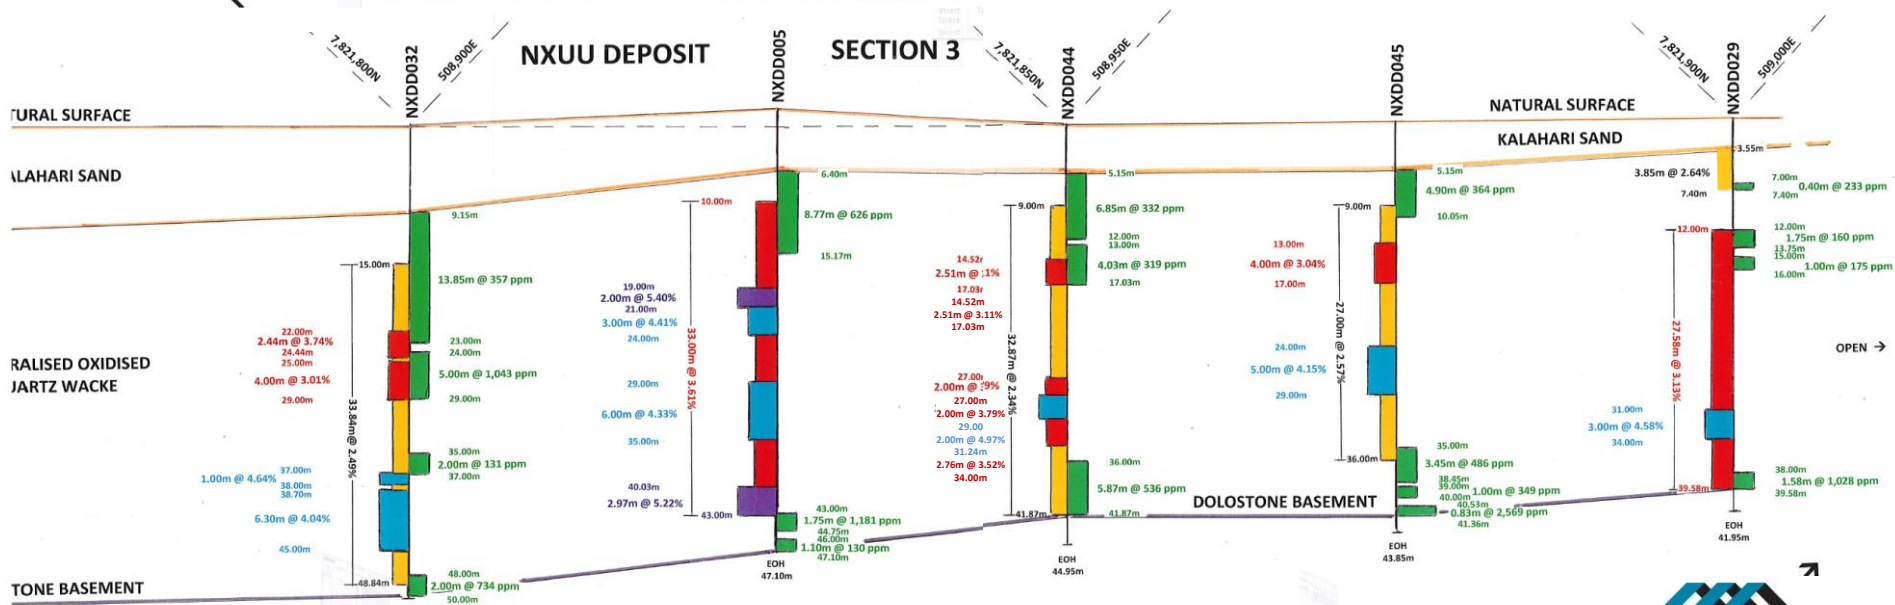 NXUU DEPOSIT
SECTION 3
7,821,800N
NXDD032
508,900E
NXDD005
7,821,850N
NXDD044
508,950E
NXDD045
7,821,900N
NXDD029
509,000E
TURAL SURFACE
NATURAL SURFACE
ALAHARI SAND
KALAHARI SAND
RALISED OXIDISED
JARTZ WACKE
TONE BASEMENT
DOLOSTONE BASEMENT
OPEN →
9.15m
15.00m
13.85m @ 357 ppm
22.00m
2.44m @ 3.74%
24.44m
25.00m
4.00m @ 3.01%
29.00m
23.00m
24.00m
5.00m @ 1,043 ppm
29.00m
33.84m@ 2.49%
35.00m
2.00m @ 131 ppm
37.00m
37.00m
1.00m @ 4.64%
38.00m
38.70m
6.30m @ 4.04%
45.00m
48.84m
48.00m
2.00m @ 734 ppm
50.00m
6.40m
10.00m
8.77m @ 626 ppm
15.17m
19.00m
2.00m @ 5.40%
21.00m
3.00m @ 4.41%
24.00m
33.00m @ 3.61%
29.00m
6.00m @ 4.33%
35.00m
40.03m
2.97m @ 5.22%
43.00m
43.00m
1.75m @ 1,181 ppm
44.75m
46.00m
1.10m @ 130 ppm
47.10m
EOH
47.10m
5.15m
9.00m
6.85m @ 332 ppm
12.00m
13.00m
4.03m @ 319 ppm
17.03m
14.52m
2.51m @ 3.11%
17.03m
32.87m @ 2.34%
27.00m
2.00m @ 3.79%
29.00
2.00m @ 4.97%
31.24m
2.76m @ 3.52%
34.00m
36.00m
5.87m @ 536 ppm
41.87m
41.87m
EOH
44.95m
5.15m
4.90m @ 364 ppm
10.05m
9.00m
13.00m
4.00m @ 3.04%
17.00m
27.00m @ 2.57%
24.00m
5.00m @ 4.15%
29.00m
36.00m
35.00m
3.45m @ 486 ppm
38.45m
39.00m
1.00m @ 349 ppm
40.00m
40.53m
0.83m @ 2,569 ppm
41.36m
EOH
43.85m
3.55m
3.85m @ 2.64%
7.40m
7.00m
0.40m @ 233 ppm
7.40m
12.00m
12.00m
1.75m @ 160 ppm
13.75m
15.00m
1.00m @ 175 ppm
16.00m
27.58m @ 3.13%
31.00m
3.00m @ 4.58%
34.00m
38.00m
1.58m @ 1,028 ppm
39.58m
39.58m
EOH
41.95m